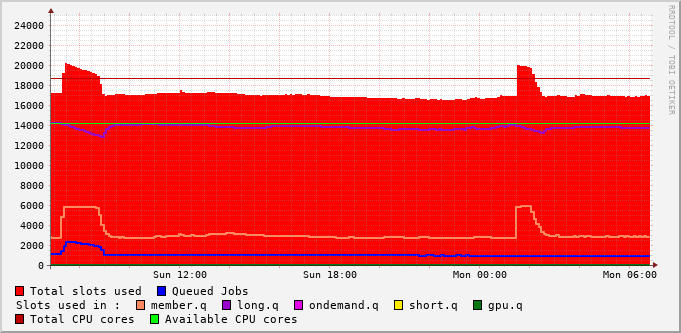 24000
22000
20000
18000
16000
14000
12000
10000
8000
6000
4000
2000
0
Sun 12:00 Sun 18:00 Mon 00:00 Mon 06:00
RRDTOOL / TOBI OETIKER
Total slots used Queued Jobs
Slots used in : member.q long.q ondemand.q short.q gpu.q
Total CPU cores Available CPU cores